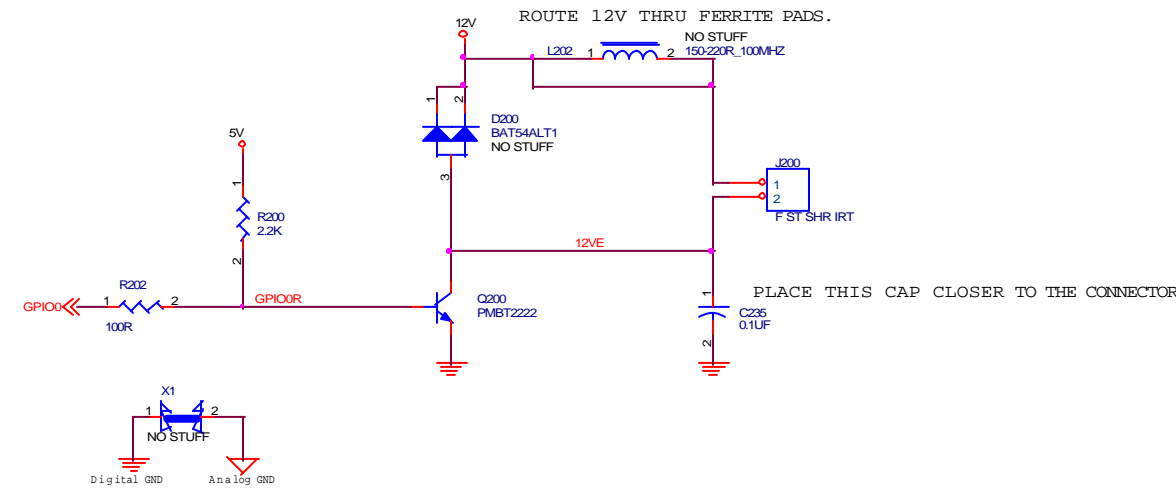 ROUTE 12V THRU FERRITE PADS.
12V
NO STUFF
L202 1 2 150-220R_100MHZ
1 2
D200
BAT54ALT1
NO STUFF
3
5V
1
R200
2.2K
2
J200
1
2
F ST SHR IRT
12VE
R202
GPIO0 1 2 GPIO0R
100R
Q200
PMBT2222
PLACE THIS CAP CLOSER TO THE CONNECTOR
1
C235
0.1UF
2
X1
1 2
NO STUFF
Digital GND Analog GND